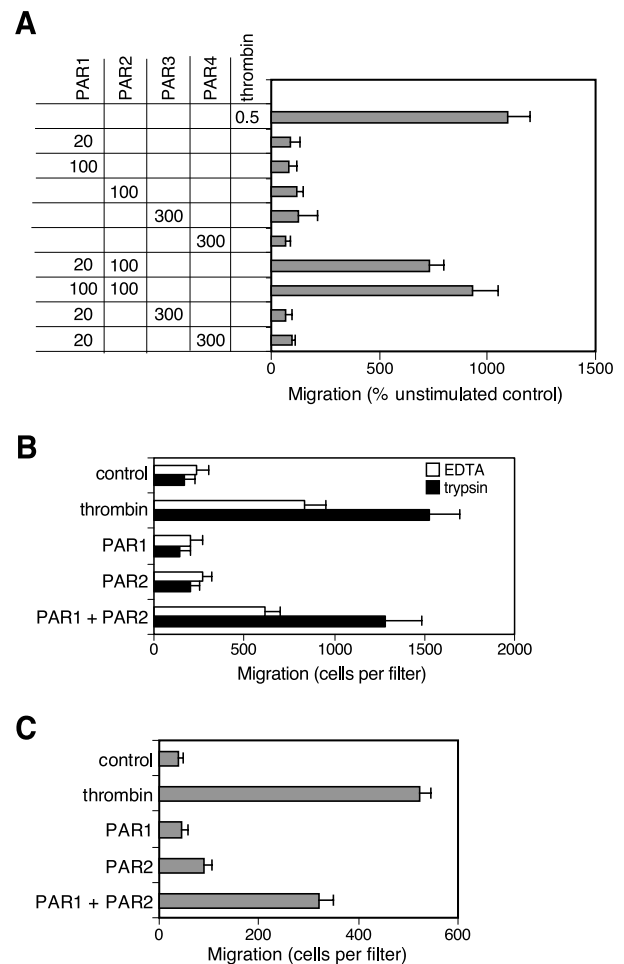 A
PAR1 PAR2 PAR3 PAR4 thrombin
0.5
20
100
100
300
300
20 100
100 100
20 300
20 300
0 500 1000 1500
Migration (% unstimulated control)
B
control
thrombin
PAR1
PAR2
PAR1 + PAR2
EDTA
trypsin
0 500 1000 1500 2000
Migration (cells per filter)
C
control
thrombin
PAR1
PAR2
PAR1 + PAR2
0 200 400 600
Migration (cells per filter)